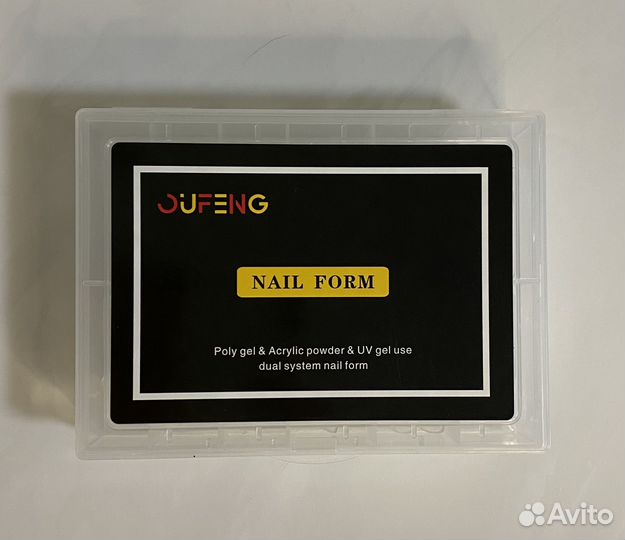 OUFENG
NAIL FORM
Poly gel & Acrylic powder & UV gel use
dual system nail form
Avito